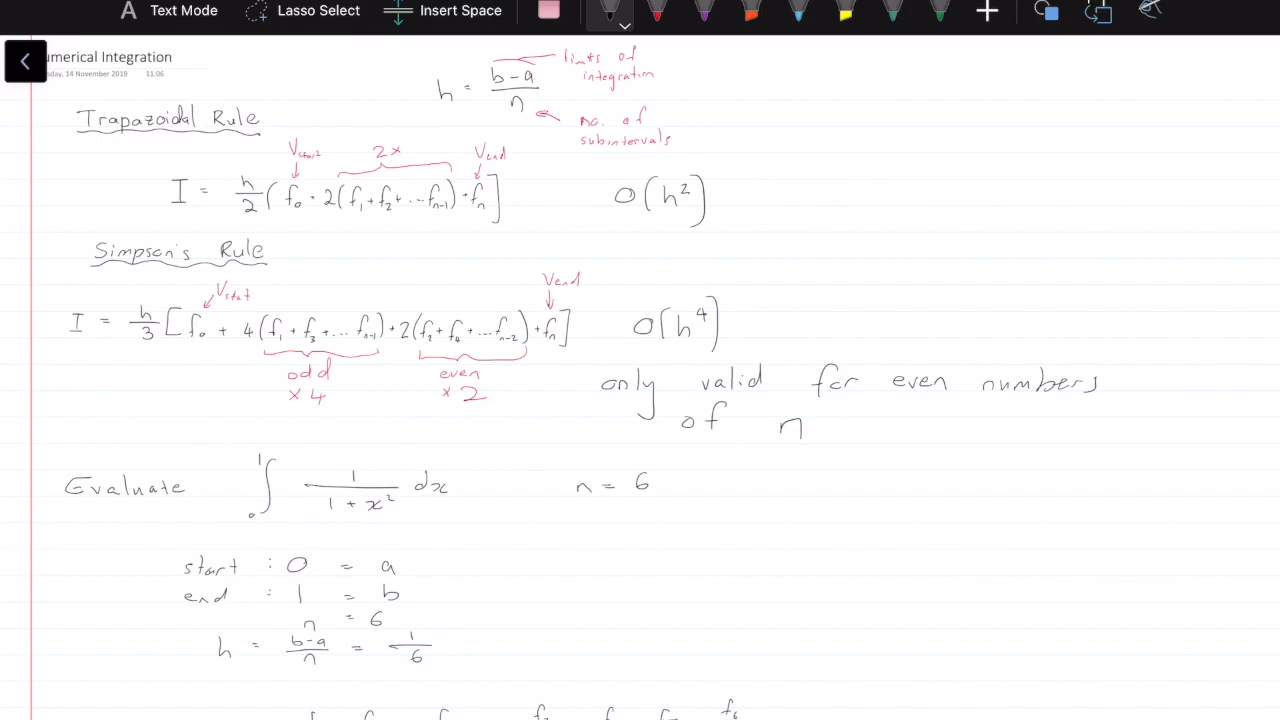 Text Mode
Lasso Select
Insert Space
umerical Integration
sday, 14 November 2019 11:06
h = b-a / n
limits of integration
no. of subintervals
Trapazoidal Rule
Vstart 2x Vend
I = h/2 ( f0 + 2(f1 + f2 + ... fn-1) + fn ] O(h²)
Simpson's Rule
Vstart Vend
I = h/3 [ f0 + 4(f1 + f3 + ... fn-1) + 2(f2 + f4 + ... fn-2) + fn ] O(h⁴)
odd x 4
even x 2
only valid for even numbers
of n
Evaluate ∫₀¹ 1/(1 + x²) dx n = 6
start : 0 = a
end : 1 = b
n = 6
h = b-a / n = 1/6
f6